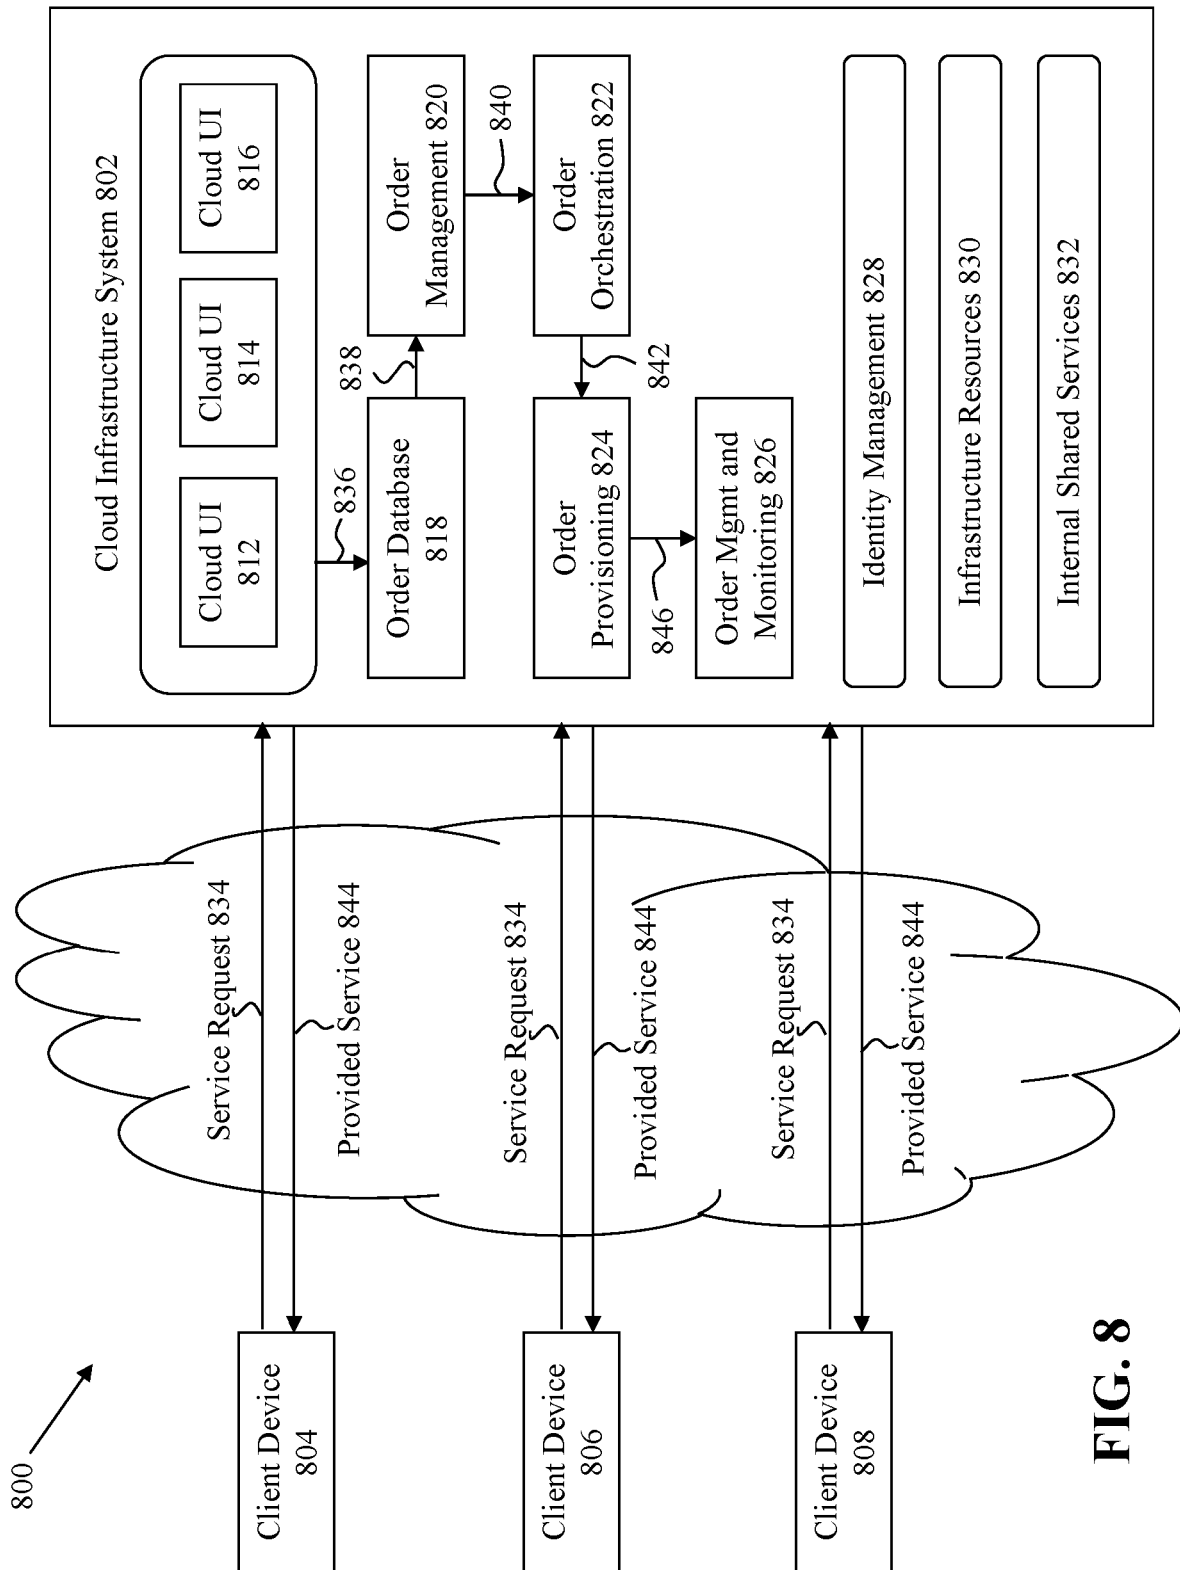 800
Cloud Infrastructure System 802
Cloud UI
812
Cloud UI
814
Cloud UI
816
836
Order Database
818
838
Order
Management 820
840
Order
Orchestration 822
842
Order
Provisioning 824
846
Order Mgmt and
Monitoring 826
Identity Management 828
Infrastructure Resources 830
Internal Shared Services 832
Client Device
804
Service Request 834
Provided Service 844
Client Device
806
Service Request 834
Provided Service 844
Client Device
808
Service Request 834
Provided Service 844
FIG. 8